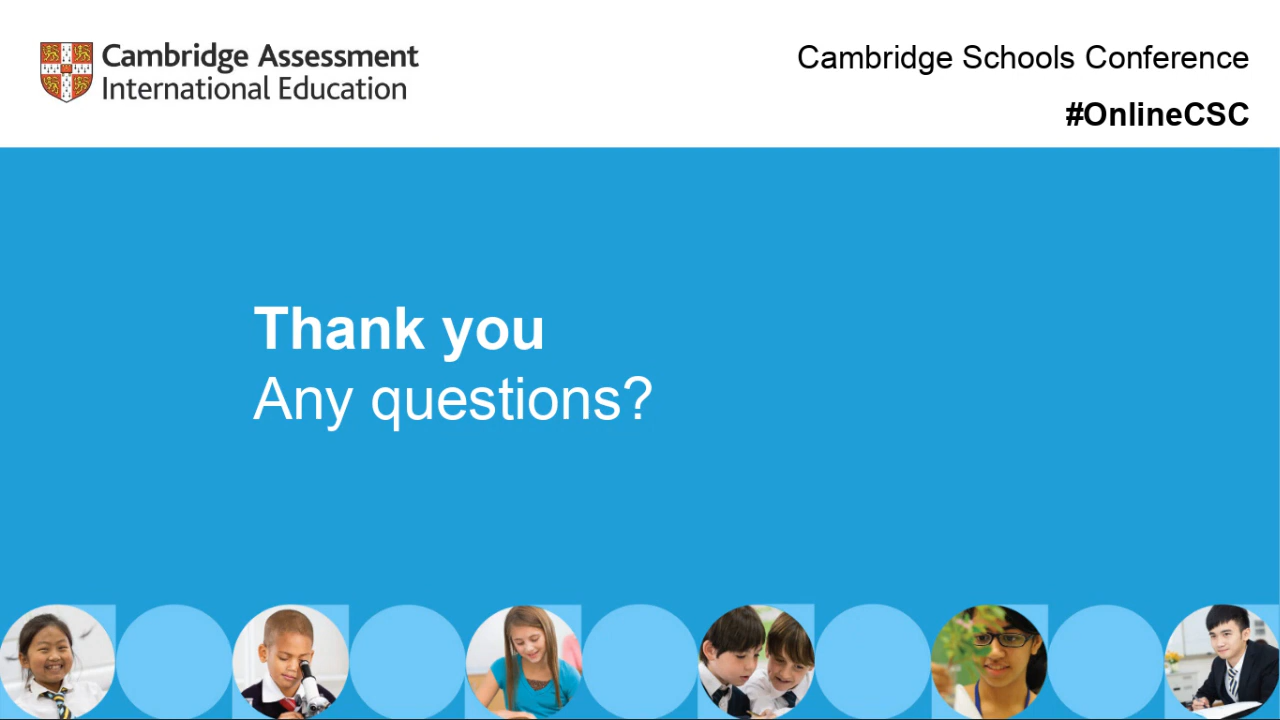 Cambridge Assessment
International Education
Cambridge Schools Conference
#OnlineCSC
Thank you
Any questions?